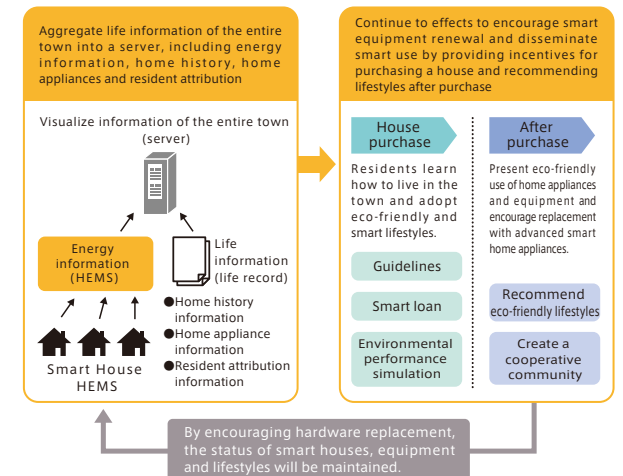 Aggregate life information of the entire
town into a server, including energy
information, home history, home
appliances and resident attribution
Visualize information of the entire town
(server)
Energy
information
(HEMS)
Life
information
(life record)
●Home history
information
●Home appliance
information
●Resident attribution
information
Smart House
HEMS
Continue to effects to encourage smart
equipment renewal and disseminate
smart use by providing incentives for
purchasing a house and recommending
lifestyles after purchase
House
purchase
Residents learn
how to live in the
town and adopt
eco-friendly and
smart lifestyles.
Guidelines
Smart loan
Environmental
performance
simulation
After
purchase
Present eco-friendly
use of home appliances
and equipment and
encourage replacement
with advanced smart
home appliances.
Recommend
eco-friendly lifestyles
Create a
cooperative
community
By encouraging hardware replacement,
the status of smart houses, equipment
and lifestyles will be maintained.